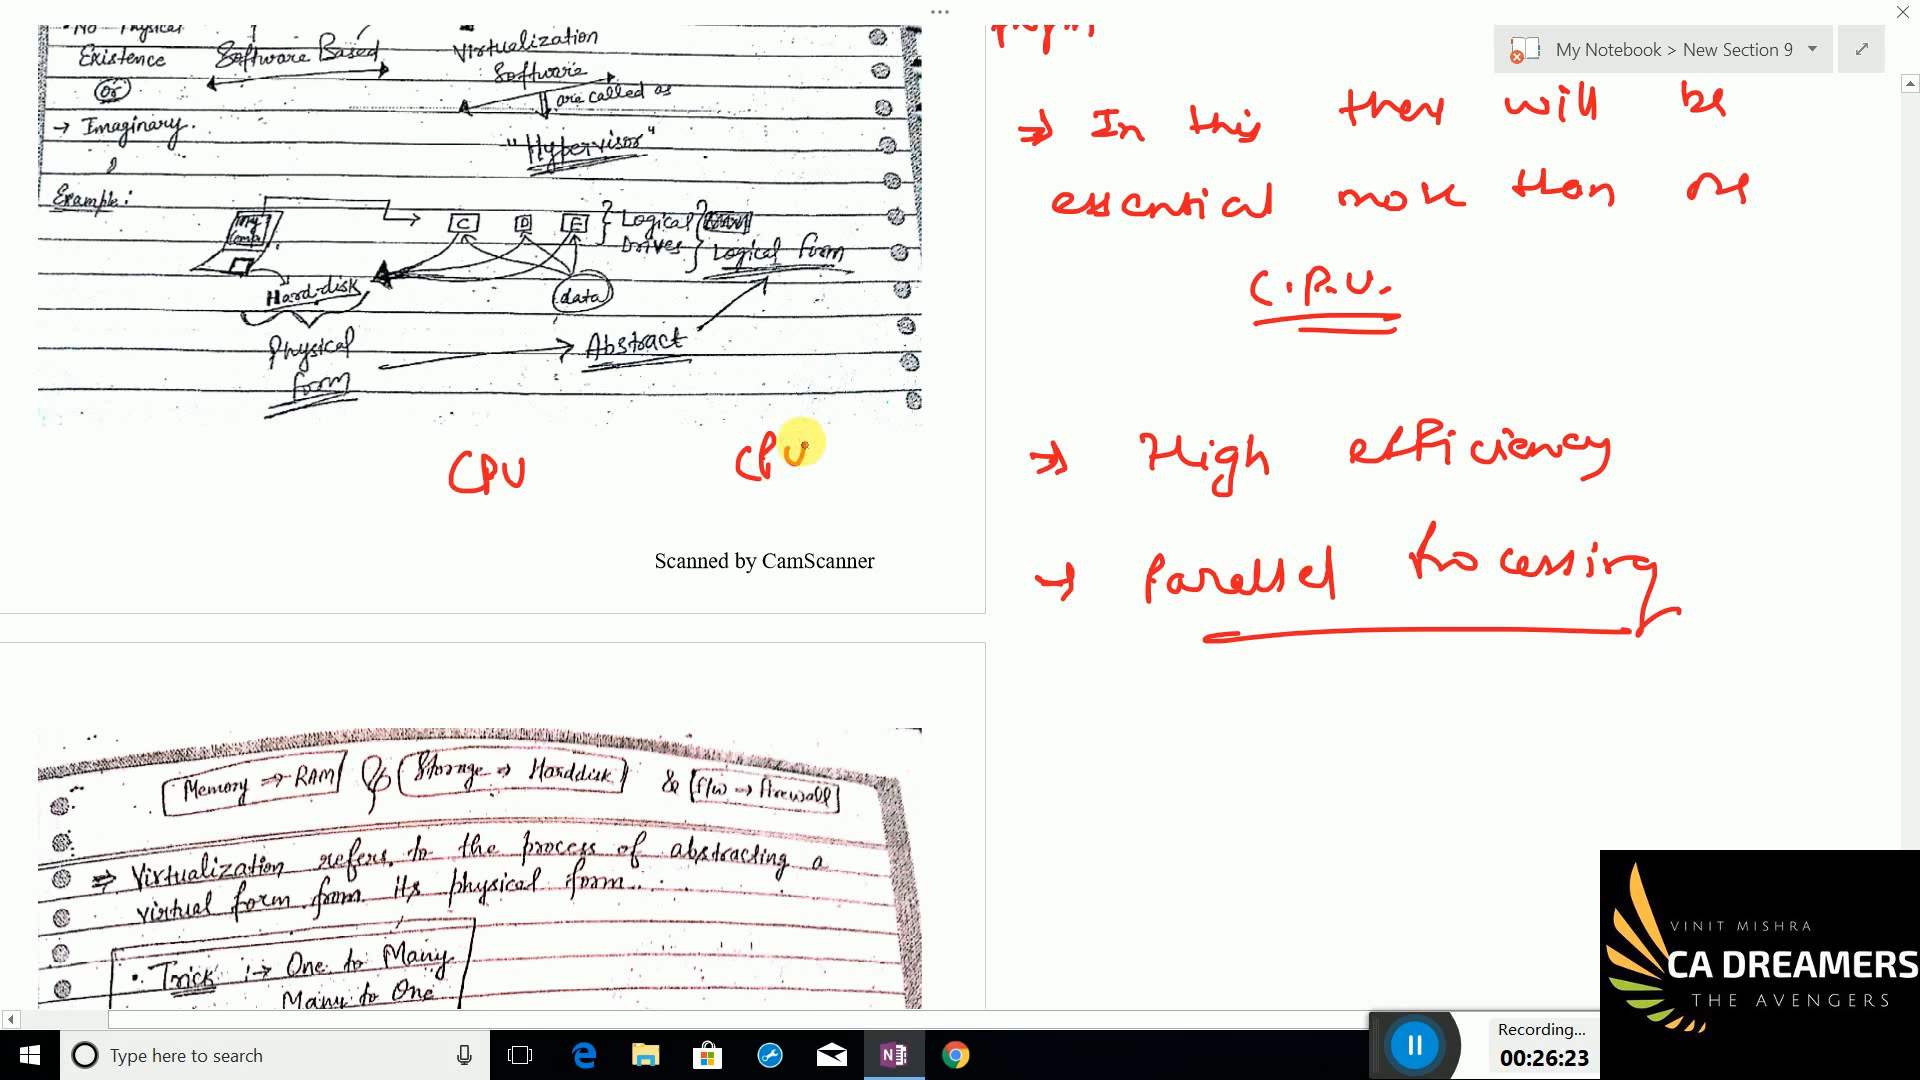 Existence
Software Based
Virtualization
Software
or
are called as
→ Imaginary.
"Hypervisor"
Example:
C D E
Logical
Drives
Logical form
Hard-disk
data
Physical
form
Abstract
CPU CPU
Scanned by CamScanner
Memory ⇒ RAM
Storage ⇒ Harddisk
&
→ firewall
⇒ Virtualization refers to the process of abstracting a
virtual form from its physical form.
• Trick :→ One to Many
Many to One
My Notebook > New Section 9
⇒ In this there will be
essential more than one
C.P.U.
⇒ High efficiency
→ Parallel Processing
VINIT MISHRA
CA DREAMERS
THE AVENGERS
Recording...
00:26:23
Type here to search